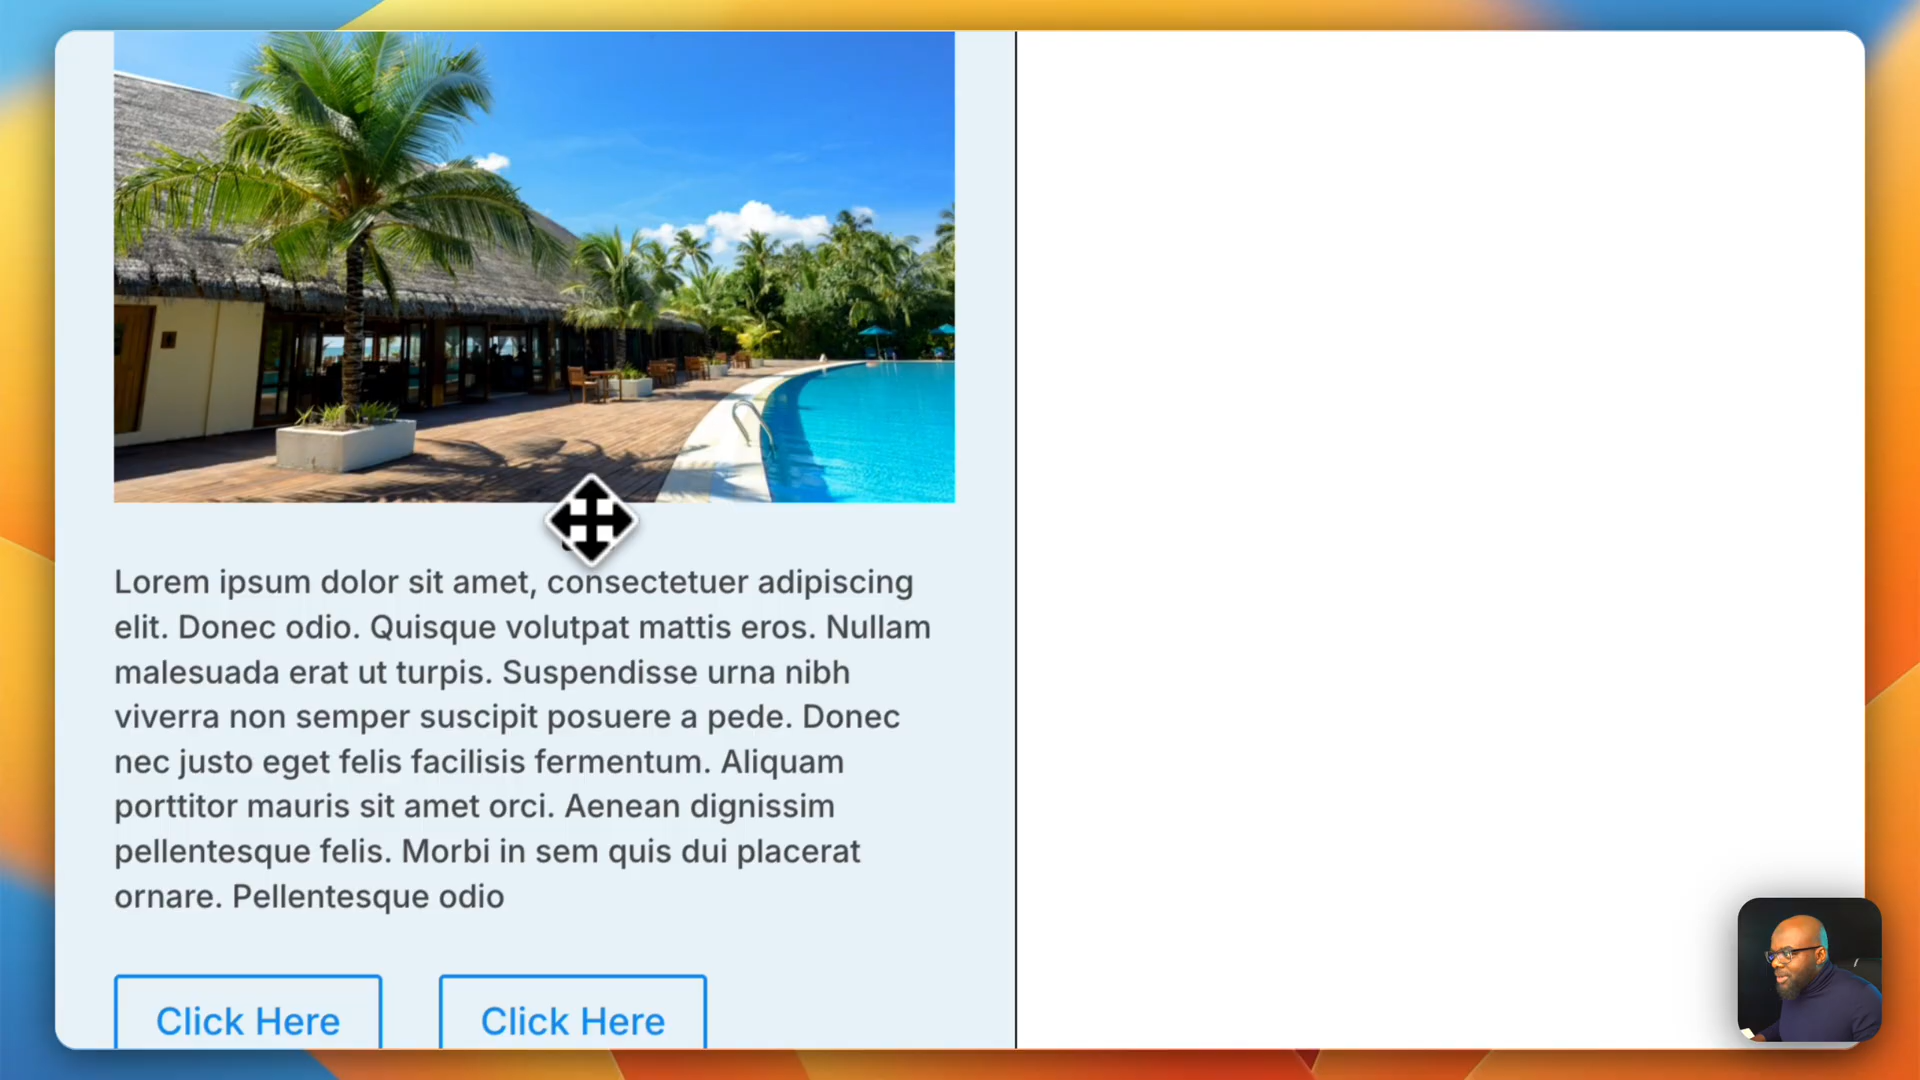 Lorem ipsum dolor sit amet, consectetuer adipiscing
elit. Donec odio. Quisque volutpat mattis eros. Nullam
malesuada erat ut turpis. Suspendisse urna nibh
viverra non semper suscipit posuere a pede. Donec
nec justo eget felis facilisis fermentum. Aliquam
porttitor mauris sit amet orci. Aenean dignissim
pellentesque felis. Morbi in sem quis dui placerat
ornare. Pellentesque odio
Click Here
Click Here